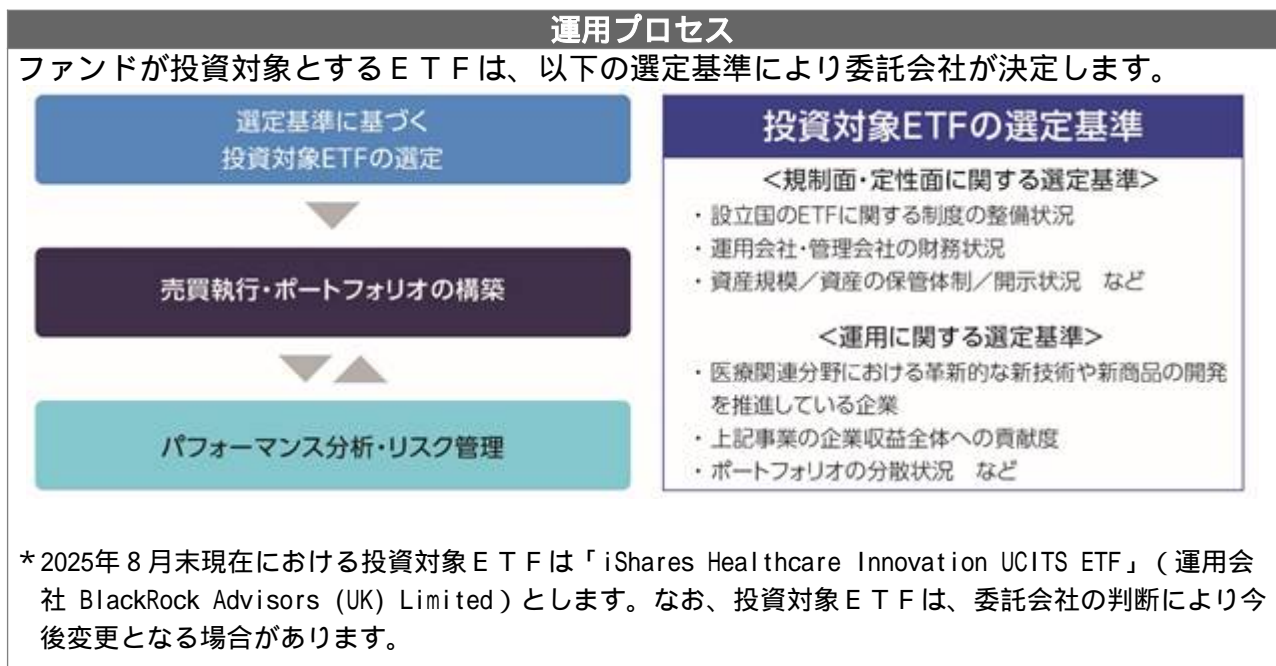 運用プロセス
ファンドが投資対象とするＥＴＦは、以下の選定基準により委託会社が決定します。
選定基準に基づく
投資対象ETFの選定
売買執行・ポートフォリオの構築
パフォーマンス分析・リスク管理
投資対象ETFの選定基準
＜規制面・定性面に関する選定基準＞
・設立国のETFに関する制度の整備状況
・運用会社・管理会社の財務状況
・資産規模／資産の保管体制／開示状況　など
＜運用に関する選定基準＞
・医療関連分野における革新的な新技術や新商品の開発
を推進している企業
・上記事業の企業収益全体への貢献度
・ポートフォリオの分散状況　など
＊2025年８月末現在における投資対象ＥＴＦは「iShares Healthcare Innovation UCITS ETF」（運用会
社 BlackRock Advisors (UK) Limited）とします。なお、投資対象ＥＴＦは、委託会社の判断により今
後変更となる場合があります。